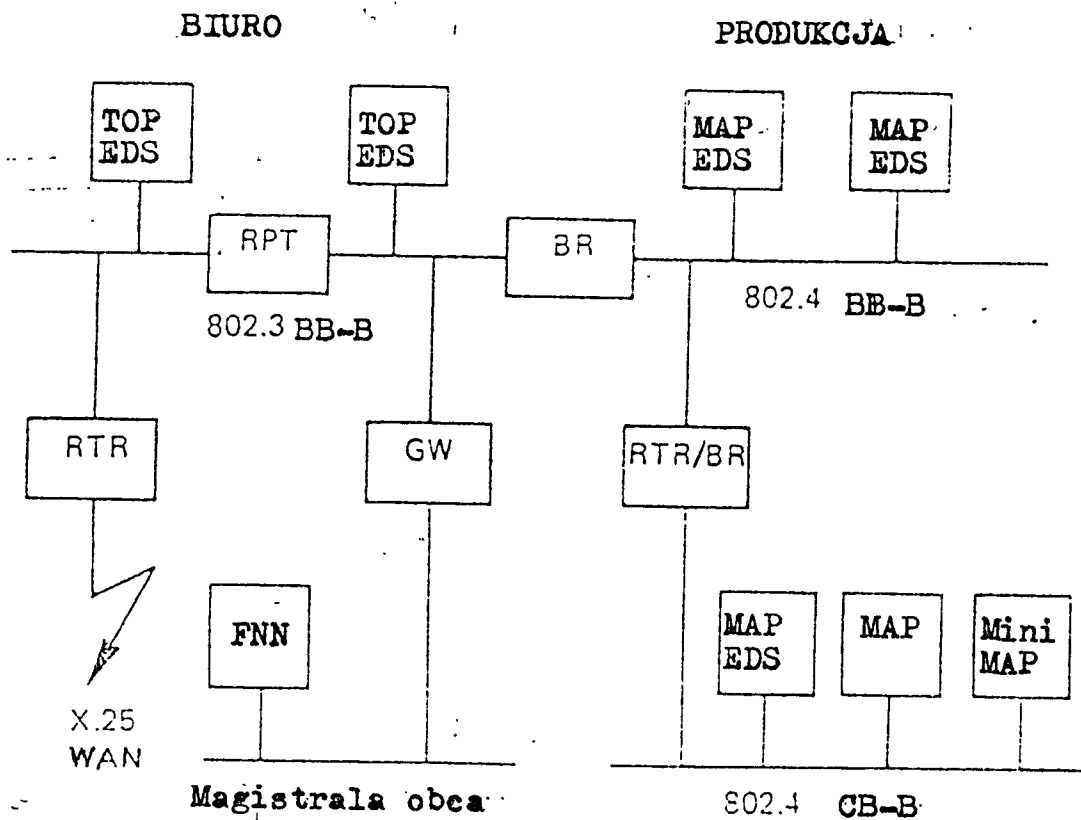 BIURO
PRODUKCJA
TOP
EDS
TOP
EDS
MAP
EDS
MAP
EDS
RPT
BR
802.3 BB-B
802.4 BB-B
RTR
GW
RTR/BR
FNN
MAP
EDS
MAP
Mini
MAP
X.25
WAN
Magistrala obca
802.4 CB-B